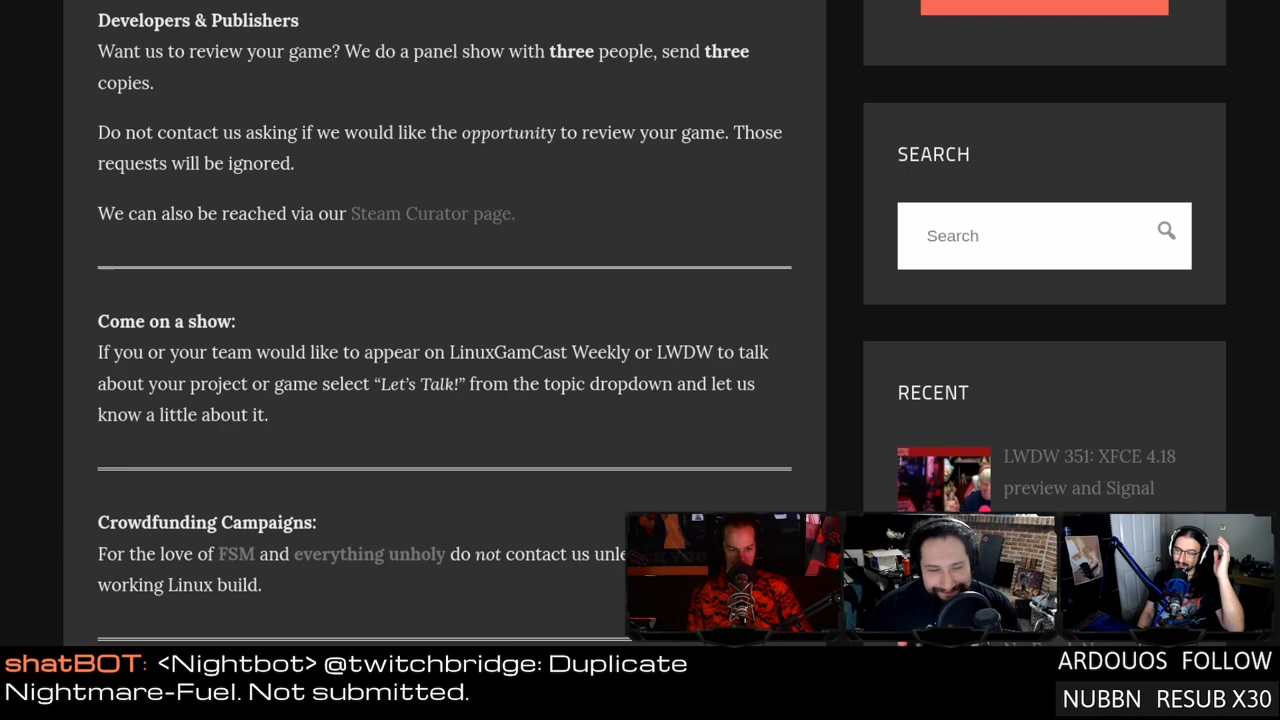 Developers & Publishers
Want us to review your game? We do a panel show with three people, send three
copies.
Do not contact us asking if we would like the opportunity to review your game. Those
requests will be ignored.
We can also be reached via our Steam Curator page.
Come on a show:
If you or your team would like to appear on LinuxGamCast Weekly or LWDW to talk
about your project or game select “Let’s Talk!” from the topic dropdown and let us
know a little about it.
Crowdfunding Campaigns:
For the love of FSM and everything unholy do not contact us
working Linux build.
SEARCH
Search
RECENT
LWDW 351: XFCE 4.18
preview and Signal
shatBOT: <Nightbot> @twitchbridge: Duplicate
Nightmare-Fuel. Not submitted.
ARDOUOS FOLLOW
NUBBN RESUB X30